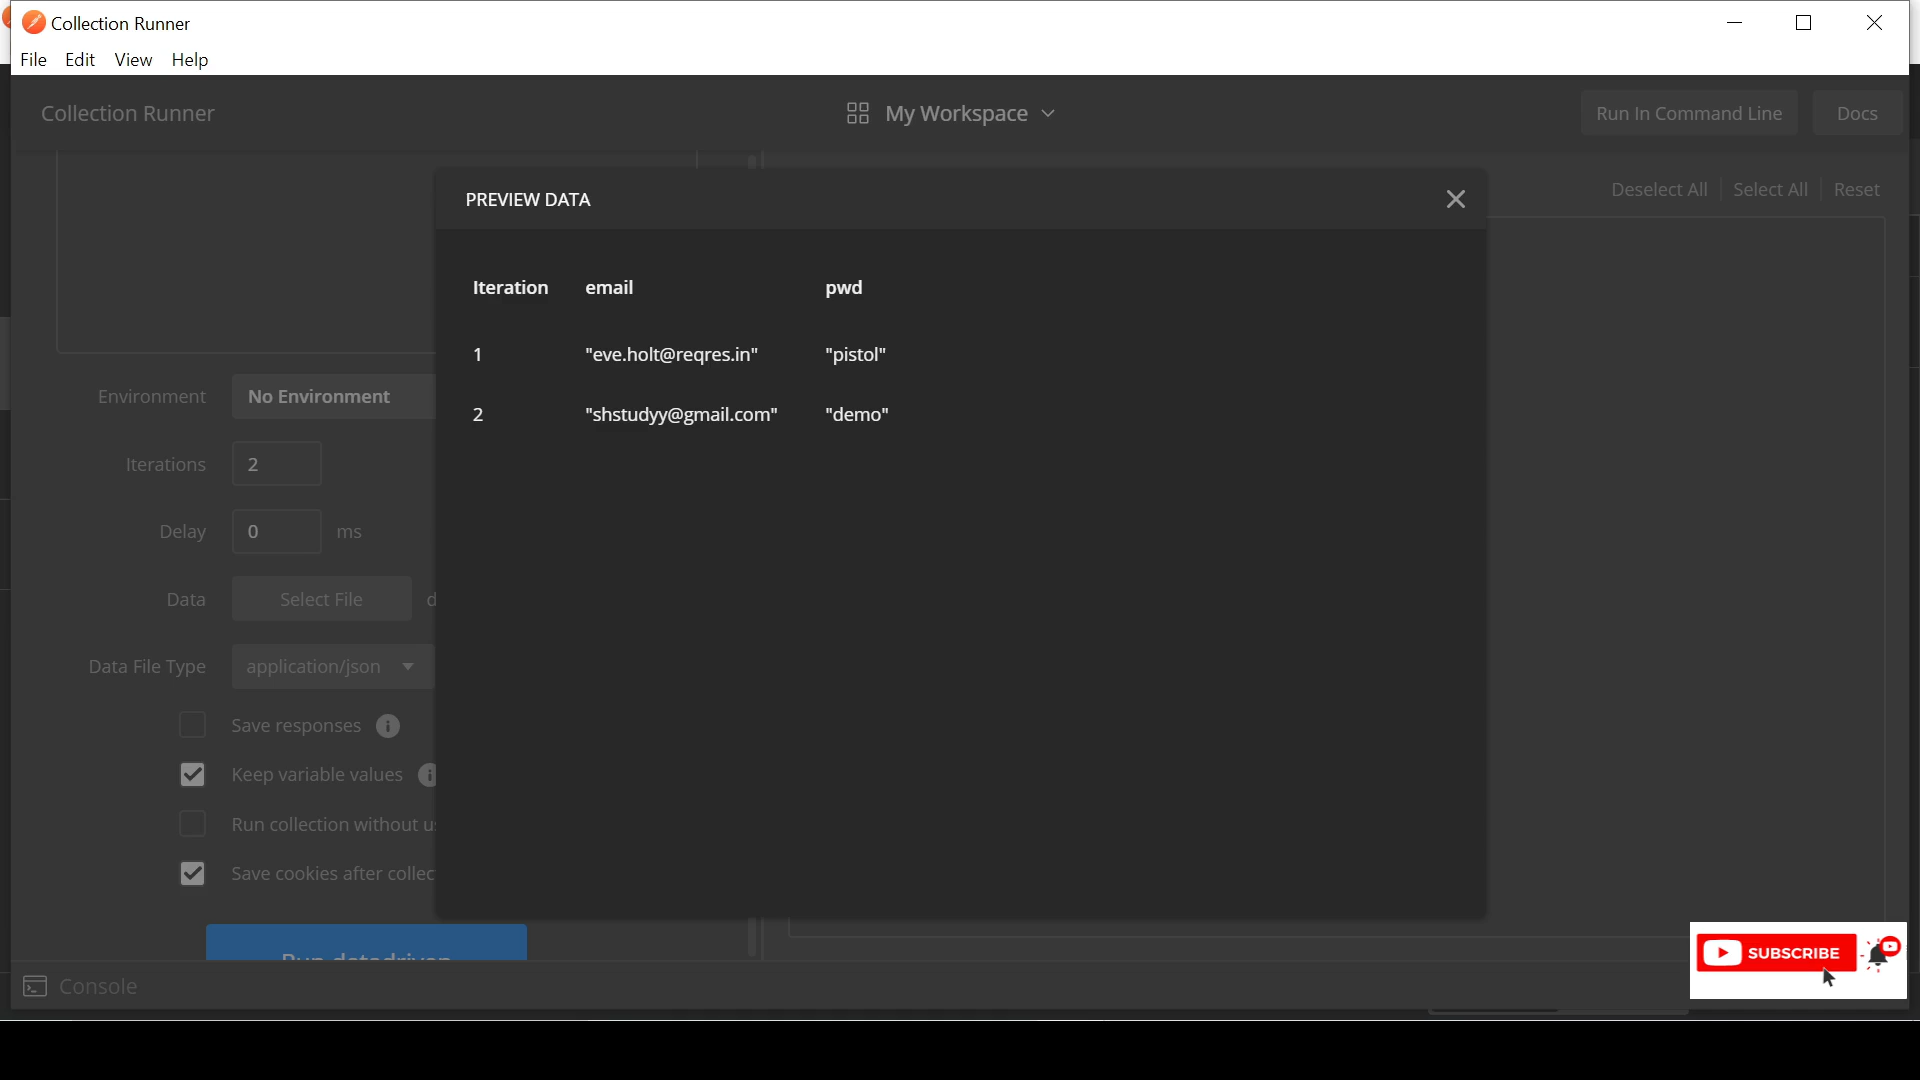 Collection Runner
File Edit View Help
Collection Runner
My Workspace
Run In Command Line
Docs
Deselect All
Select All
Reset
PREVIEW DATA
Iteration email pwd
1 "eve.holt@reqres.in" "pistol"
2 "shstudyy@gmail.com" "demo"
Environment No Environment
Iterations 2
Delay 0 ms
Data Select File
Data File Type application/json
Save responses
Keep variable values
Run collection without
Save cookies after
Run datadriven
Console
SUBSCRIBE